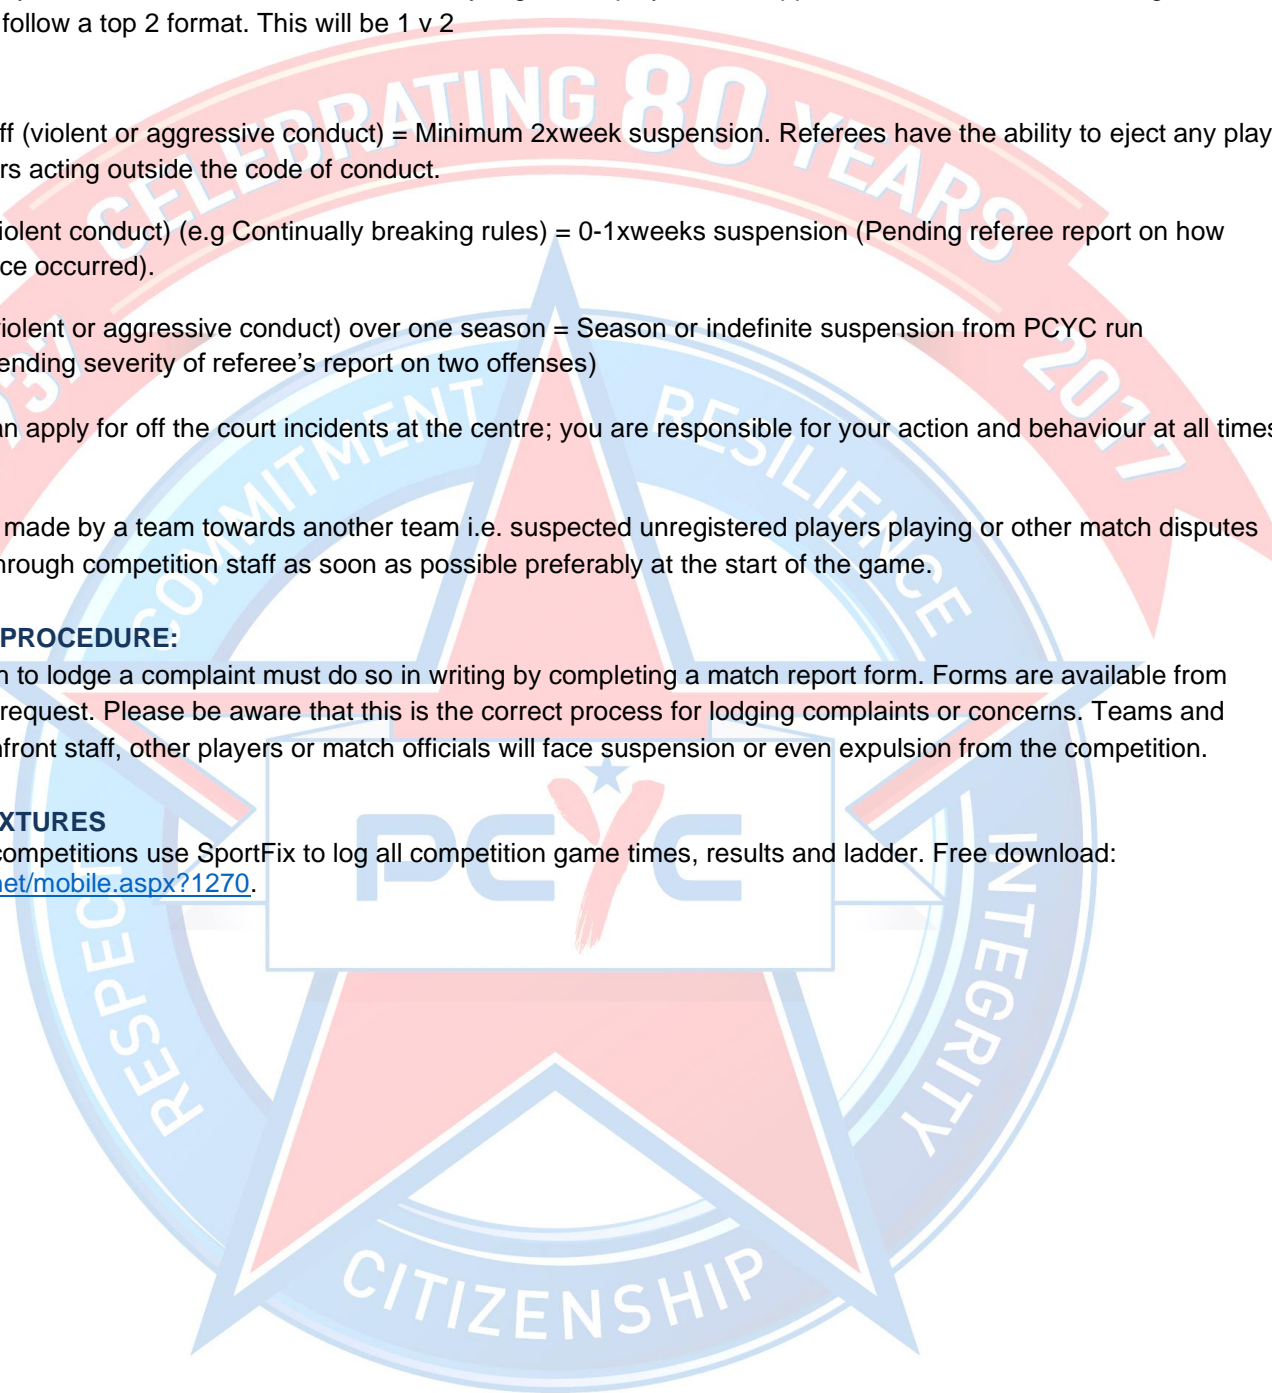 follow a top 2 format. This will be 1 v 2
CELEBRATING 80 YEARS
ff (violent or aggressive conduct) = Minimum 2xweek suspension. Referees have the ability to eject any play
rs acting outside the code of conduct.
iolent conduct) (e.g Continually breaking rules) = 0-1xweeks suspension (Pending referee report on how
ce occurred).
violent or aggressive conduct) over one season = Season or indefinite suspension from PCYC run
ending severity of referee's report on two offenses)
937
2017
an apply for off the court incidents at the centre; you are responsible for your action and behaviour at all times
COMMITMENT
RESILIENCE
made by a team towards another team i.e. suspected unregistered players playing or other match disputes
hrough competition staff as soon as possible preferably at the start of the game.
PROCEDURE:
n to lodge a complaint must do so in writing by completing a match report form. Forms are available from
request. Please be aware that this is the correct process for lodging complaints or concerns. Teams and
nfront staff, other players or match officials will face suspension or even expulsion from the competition.
XTURES
competitions use SportFix to log all competition game times, results and ladder. Free download:
net/mobile.aspx?1270.
PCYC
RESPECT
INTEGRITY
CITIZENSHIP